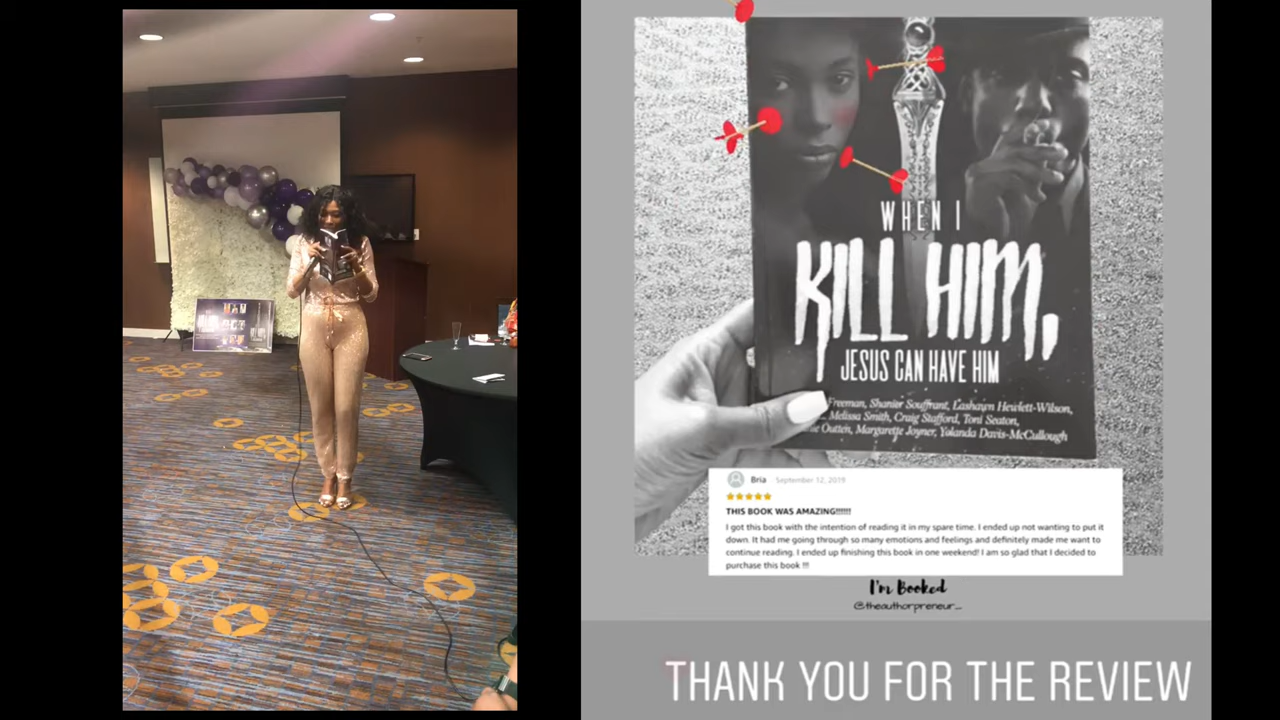 WHEN I
KILL HIM,
JESUS CAN HAVE HIM
Freeman, Shanier Souffrant, Lashawn Hewlett-Wilson,
Melissa Smith, Craig Stafford, Toni Seaton,
Outten, Margarette Joyner, Yolanda Davis-McCullough
Bria September 12, 2019
THIS BOOK WAS AMAZING!!!!!!
I got this book with the intention of reading it in my spare time. I ended up not wanting to put it
down. It had me going through so many emotions and feelings and definitely made me want to
continue reading. I ended up finishing this book in one weekend! I am so glad that I decided to
purchase this book !!!
I'm Booked
@theauthorpreneur_
THANK YOU FOR THE REVIEW